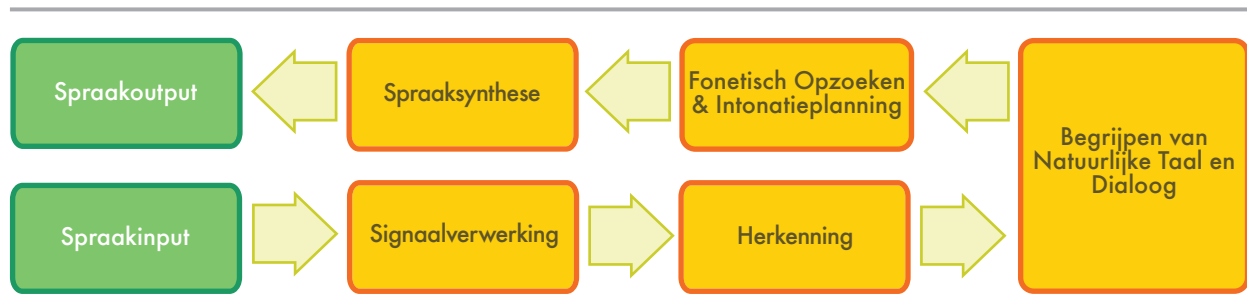 Spraakoutput
Spraaksynthese
Fonetisch Opzoeken
& Intonatieplanning
Begrijpen van
Natuurlijke Taal en
Dialoog
Spraakinput
Signaalverwerking
Herkenning